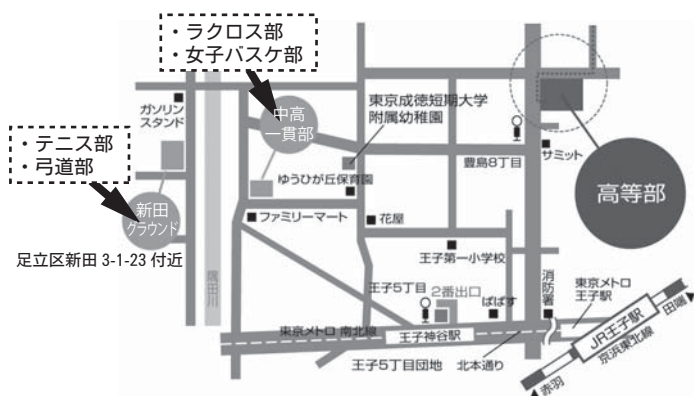 ・ラクロス部
・女子バスケ部
・テニス部
・弓道部
ガソリン
スタンド
中高
一貫部
東京成徳短期大学
附属幼稚園
豊島8丁目
サミット
高等部
ゆうひが丘保育園
新田
グラウンド
足立区新田 3-1-23 付近
ファミリーマート
花屋
王子第一小学校
隅田川
王子5丁目
2番出口
ぱぱす
消防署
東京メトロ
王子駅
田端
JR王子駅
京浜東北線
赤羽
東京メトロ 南北線
王子神谷駅
王子5丁目団地
北本通り